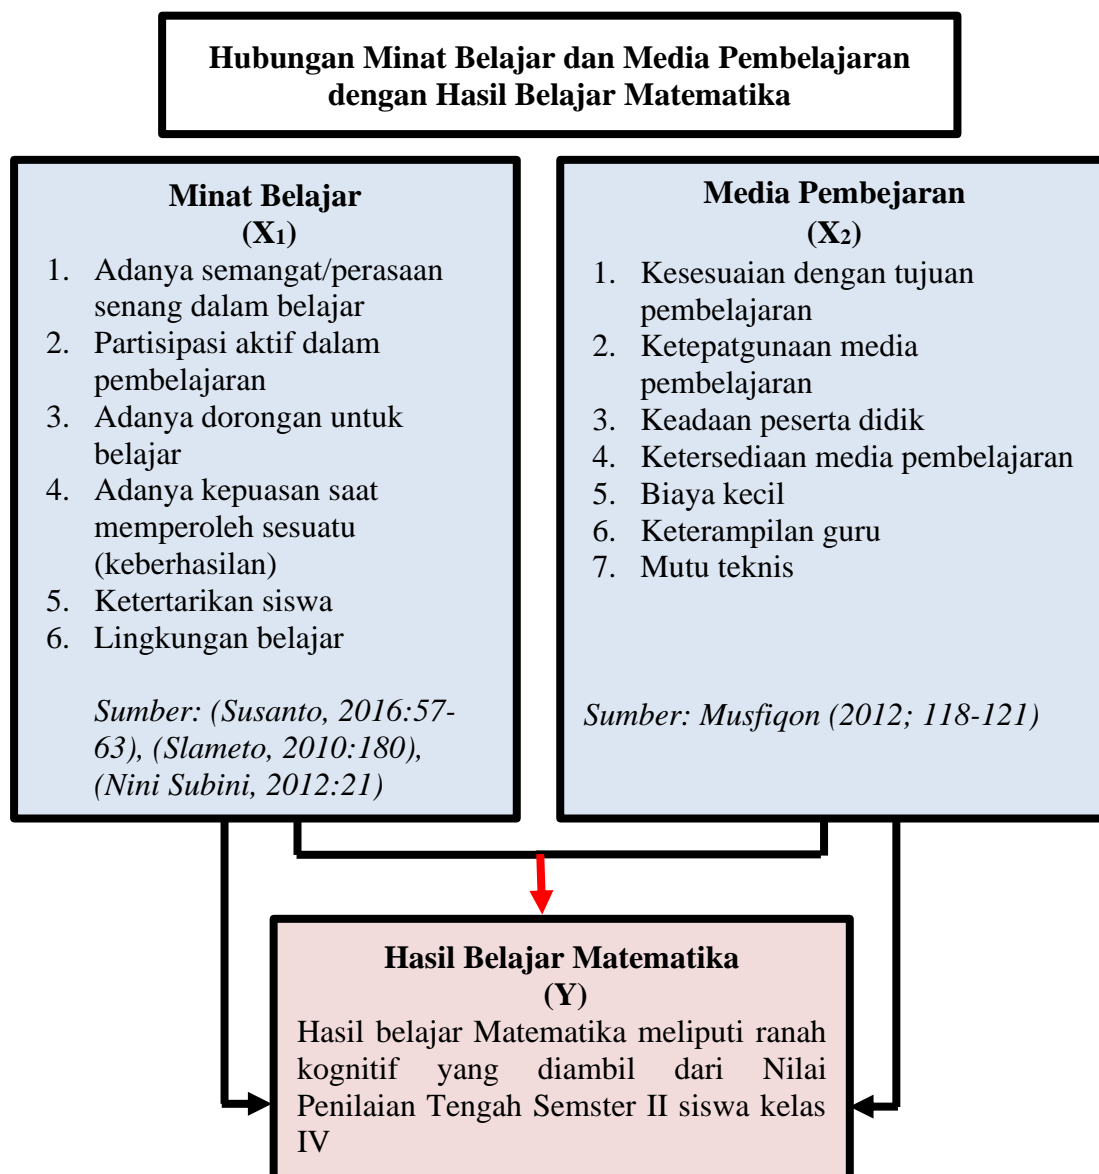 Hubungan Minat Belajar dan Media Pembelajaran
dengan Hasil Belajar Matematika
Minat Belajar
(X₁)
1. Adanya semangat/perasaan
senang dalam belajar
2. Partisipasi aktif dalam
pembelajaran
3. Adanya dorongan untuk
belajar
4. Adanya kepuasan saat
memperoleh sesuatu
(keberhasilan)
5. Ketertarikan siswa
6. Lingkungan belajar
Sumber: (Susanto, 2016:57-
63), (Slameto, 2010:180),
(Nini Subini, 2012:21)
Media Pembejaran
(X₂)
1. Kesesuaian dengan tujuan
pembelajaran
2. Ketepatgunaan media
pembelajaran
3. Keadaan peserta didik
4. Ketersediaan media pembelajaran
5. Biaya kecil
6. Keterampilan guru
7. Mutu teknis
Sumber: Musfiqon (2012; 118-121)
Hasil Belajar Matematika
(Y)
Hasil belajar Matematika meliputi ranah
kognitif yang diambil dari Nilai
Penilaian Tengah Semster II siswa kelas
IV